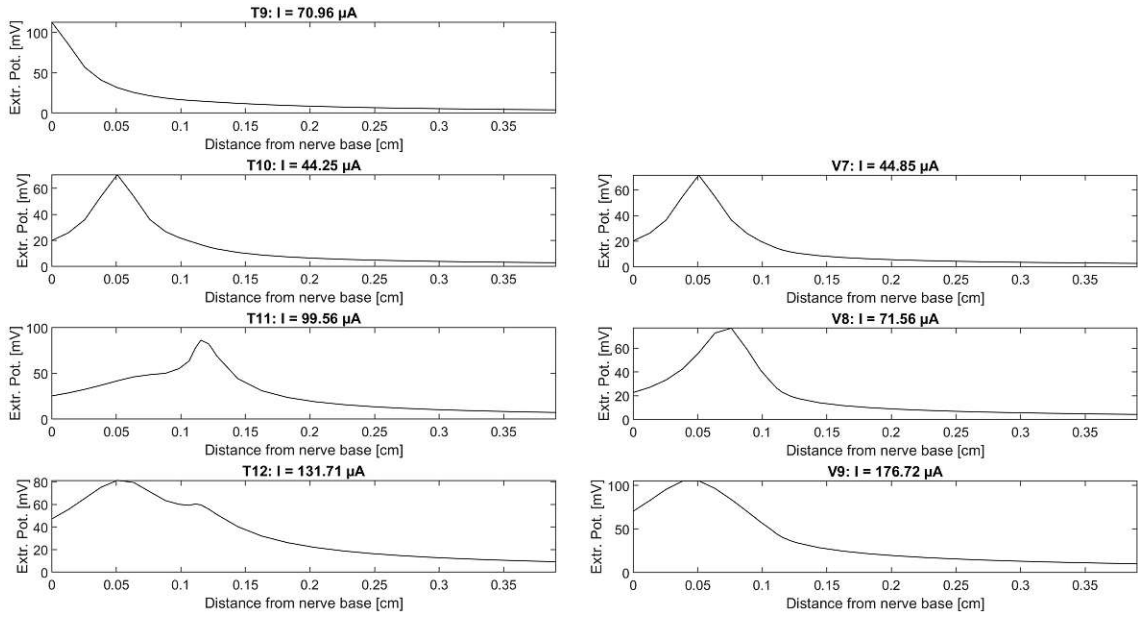 T9: I = 70.96 µA
Extr. Pot. [mV]
100
50
0
0 0.05 0.1 0.15 0.2 0.25 0.3 0.35
Distance from nerve base [cm]
T10: I = 44.25 µA
Extr. Pot. [mV]
60
40
20
0
0 0.05 0.1 0.15 0.2 0.25 0.3 0.35
Distance from nerve base [cm]
V7: I = 44.85 µA
Extr. Pot. [mV]
60
40
20
0
0 0.05 0.1 0.15 0.2 0.25 0.3 0.35
Distance from nerve base [cm]
T11: I = 99.56 µA
Extr. Pot. [mV]
100
50
0
0 0.05 0.1 0.15 0.2 0.25 0.3 0.35
Distance from nerve base [cm]
V8: I = 71.56 µA
Extr. Pot. [mV]
60
40
20
0
0 0.05 0.1 0.15 0.2 0.25 0.3 0.35
Distance from nerve base [cm]
T12: I = 131.71 µA
Extr. Pot. [mV]
80
60
40
20
0
0 0.05 0.1 0.15 0.2 0.25 0.3 0.35
Distance from nerve base [cm]
V9: I = 176.72 µA
Extr. Pot. [mV]
100
50
0
0 0.05 0.1 0.15 0.2 0.25 0.3 0.35
Distance from nerve base [cm]